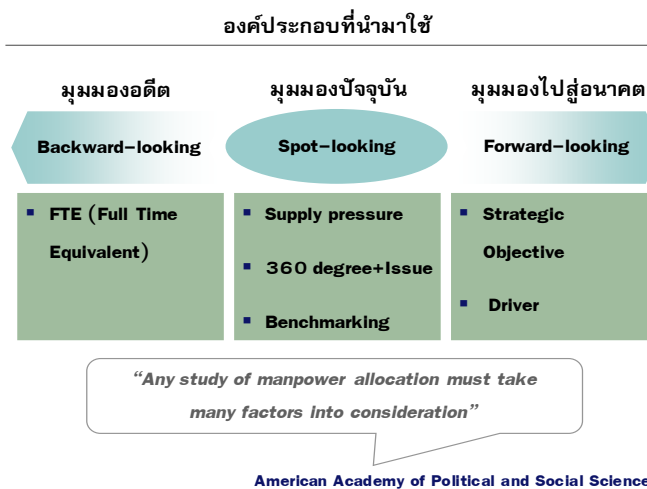 องค์ประกอบที่นำมาใช้
มุมมองอดีต
มุมมองปัจจุบัน
มุมมองไปสู่อนาคต
Backward-looking
Spot-looking
Forward-looking
▪ FTE (Full Time
Equivalent)
▪ Supply pressure
▪ 360 degree+Issue
▪ Benchmarking
▪ Strategic
Objective
▪ Driver
“Any study of manpower allocation must take
many factors into consideration”
American Academy of Political and Social Science